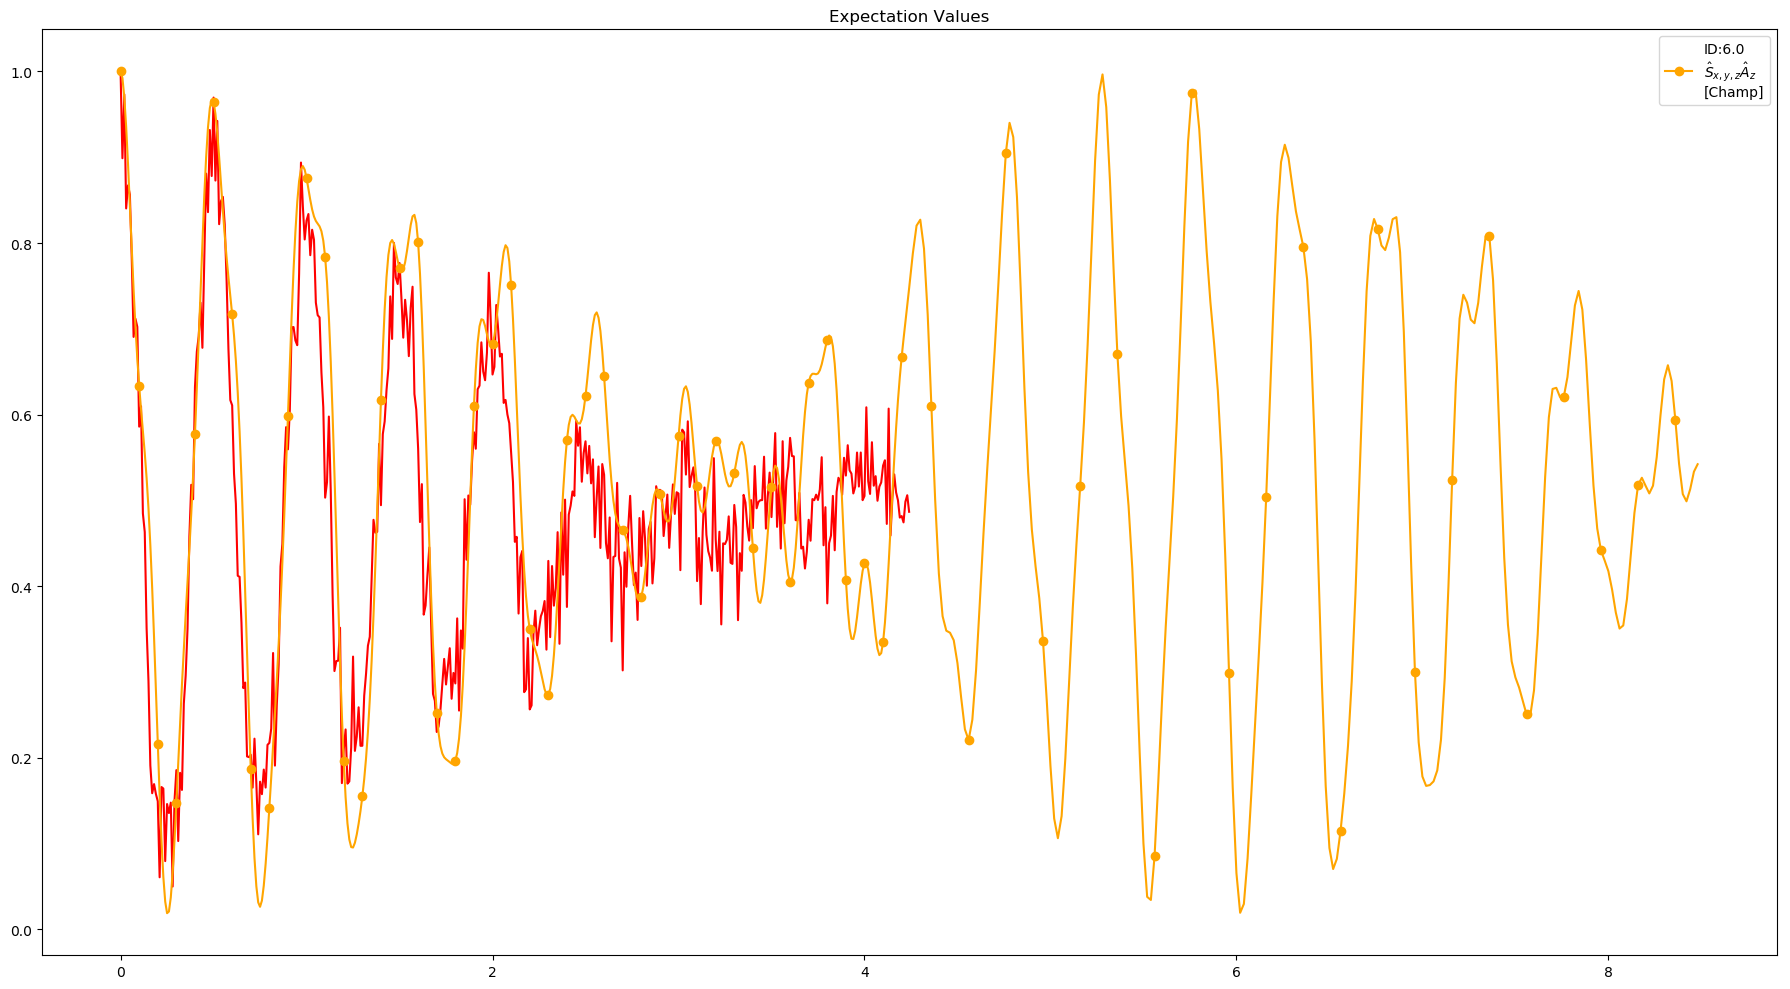 Expectation Values
ID:6.0
$\hat{S}_{x,y,z}\hat{A}_z$
[Champ]
1.0
0.8
0.6
0.4
0.2
0.0
0 2 4 6 8